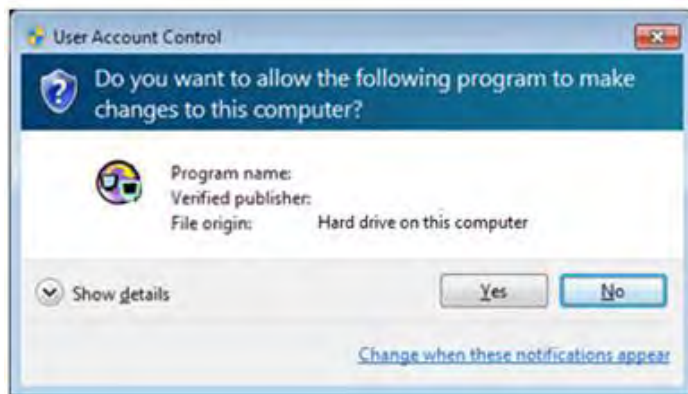 User Account Control
Do you want to allow the following program to make
changes to this computer?
Program name:
Verified publisher:
File origin: Hard drive on this computer
Show details
Yes
No
Change when these notifications appear